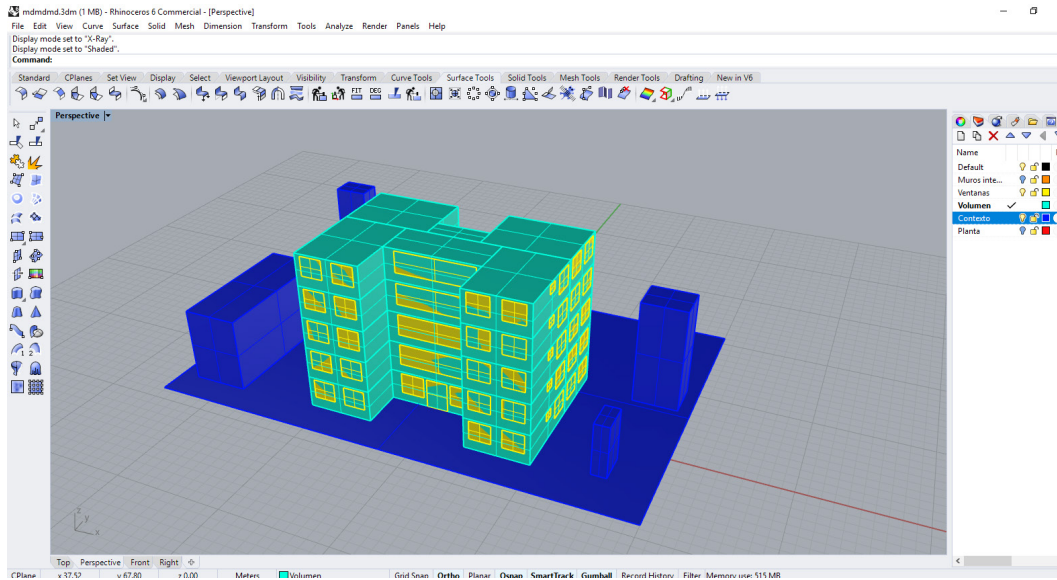 mdmdmd.3dm (1 MB) - Rhinoceros 6 Commercial - [Perspective]
File Edit View Curve Surface Solid Mesh Dimension Transform Tools Analyze Render Panels Help
Display mode set to "X-Ray".
Display mode set to "Shaded".
Command:
Standard CPlanes Set View Display Select Viewport Layout Visibility Transform Curve Tools Surface Tools Solid Tools Mesh Tools Render Tools Drafting New in V6
FIT DEG
Perspective
Name
Default
Muros inte...
Ventanas
Volumen
Contexto
Planta
1 2
z
y
x
Top Perspective Front Right
CPlane x 37.52 y 67.80 z 0.00 Meters Volumen Grid Snap Ortho Planar Osnap SmartTrack Gumball Record History Filter Memory use: 515 MB